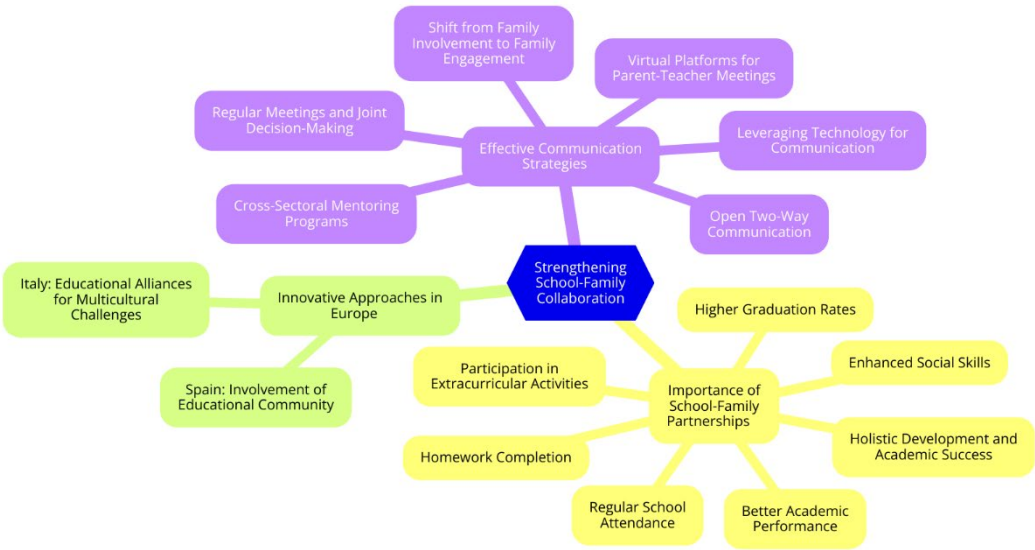 Shift from Family
Involvement to Family
Engagement
Virtual Platforms for
Parent-Teacher Meetings
Regular Meetings and Joint
Decision-Making
Leveraging Technology for
Communication
Effective Communication
Strategies
Cross-Sectoral Mentoring
Programs
Open Two-Way
Communication
Strengthening
School-Family
Collaboration
Italy: Educational Alliances
for Multicultural
Challenges
Innovative Approaches in
Europe
Spain: Involvement of
Educational Community
Higher Graduation Rates
Participation in
Extracurricular Activities
Importance of
School-Family
Partnerships
Enhanced Social Skills
Homework Completion
Holistic Development and
Academic Success
Regular School
Attendance
Better Academic
Performance